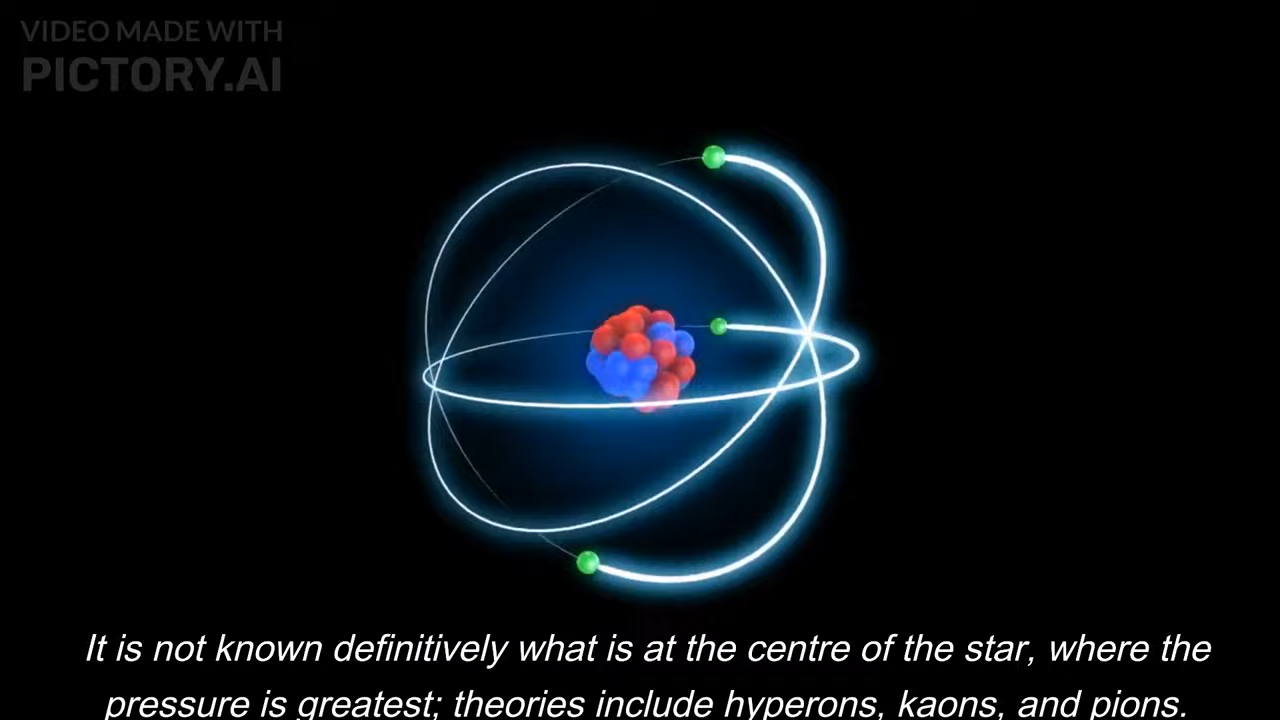 VIDEO MADE WITH
PICTORY.AI
It is not known definitively what is at the centre of the star, where the
pressure is greatest; theories include hyperons, kaons, and pions.